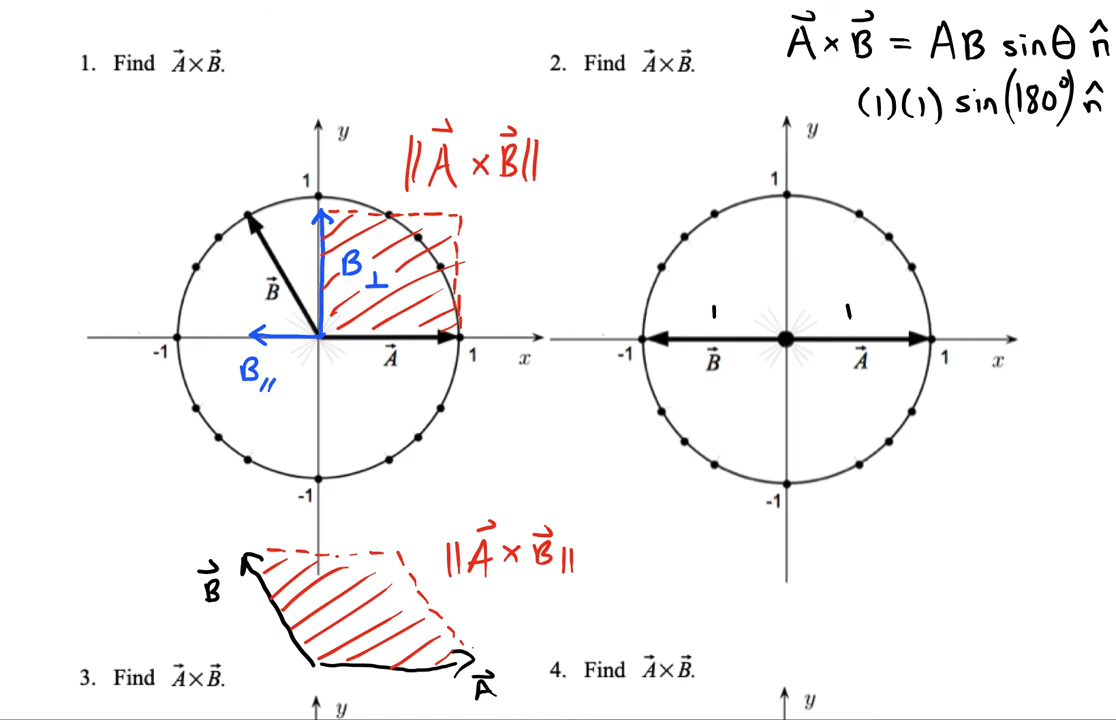 A⃗ × B⃗ = AB sinθ n̂
(1)(1) sin(180°) n̂
1. Find A⃗×B⃗.
2. Find A⃗×B⃗.
y
1
‖A⃗ × B⃗‖
B⊥
B⃗
A⃗
-1
1
x
B∥
-1
y
1
1
1
-1
B⃗
A⃗
1
x
-1
B⃗
‖A⃗ × B⃗‖
A⃗
3. Find A⃗×B⃗.
4. Find A⃗×B⃗.
y
y